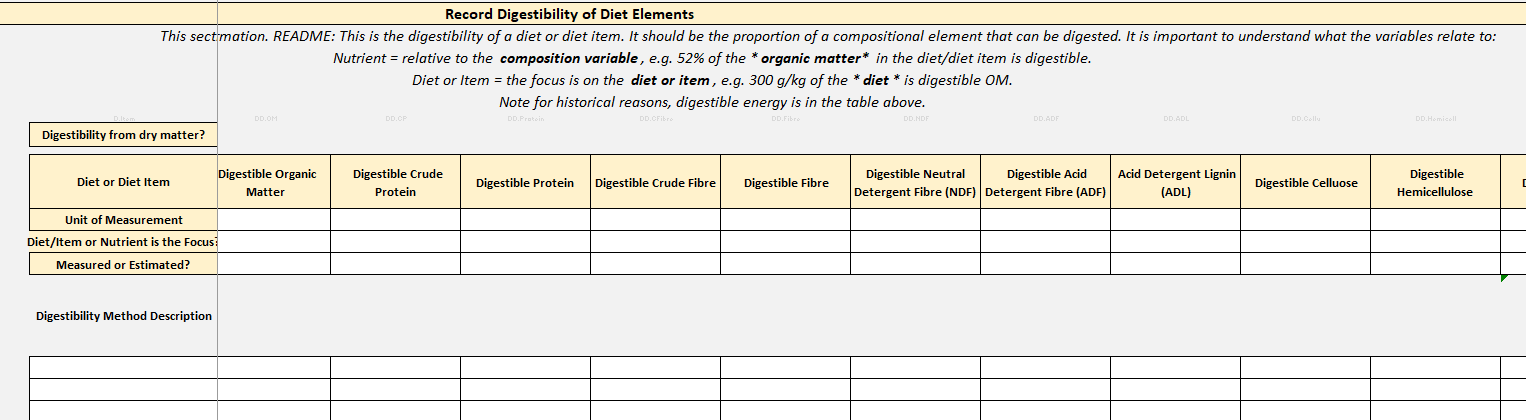 Record Digestibility of Diet Elements
This sectmation. README: This is the digestibility of a diet or diet item. It should be the proportion of a compositional element that can be digested. It is important to understand what the variables relate to:
Nutrient = relative to the composition variable, e.g. 52% of the *organic matter* in the diet/diet item is digestible.
Diet or Item = the focus is on the diet or item, e.g. 300 g/kg of the *diet* is digestible OM.
Note for historical reasons, digestible energy is in the table above.
D.Item DD.OM DD.CP DD.Protein DD.CFibre DD.Fibre DD.NDF DD.ADF DD.ADL DD.Cellu DD.Hemicell
Digestibility from dry matter?
Diet or Diet Item
Digestible Organic
Matter
Digestible Crude
Protein
Digestible Protein
Digestible Crude Fibre
Digestible Fibre
Digestible Neutral
Detergent Fibre (NDF)
Digestible Acid
Detergent Fibre (ADF)
Acid Detergent Lignin
(ADL)
Digestible Celluose
Digestible
Hemicellulose
Unit of Measurement
Diet/Item or Nutrient is the Focus?
Measured or Estimated?
Digestibility Method Description